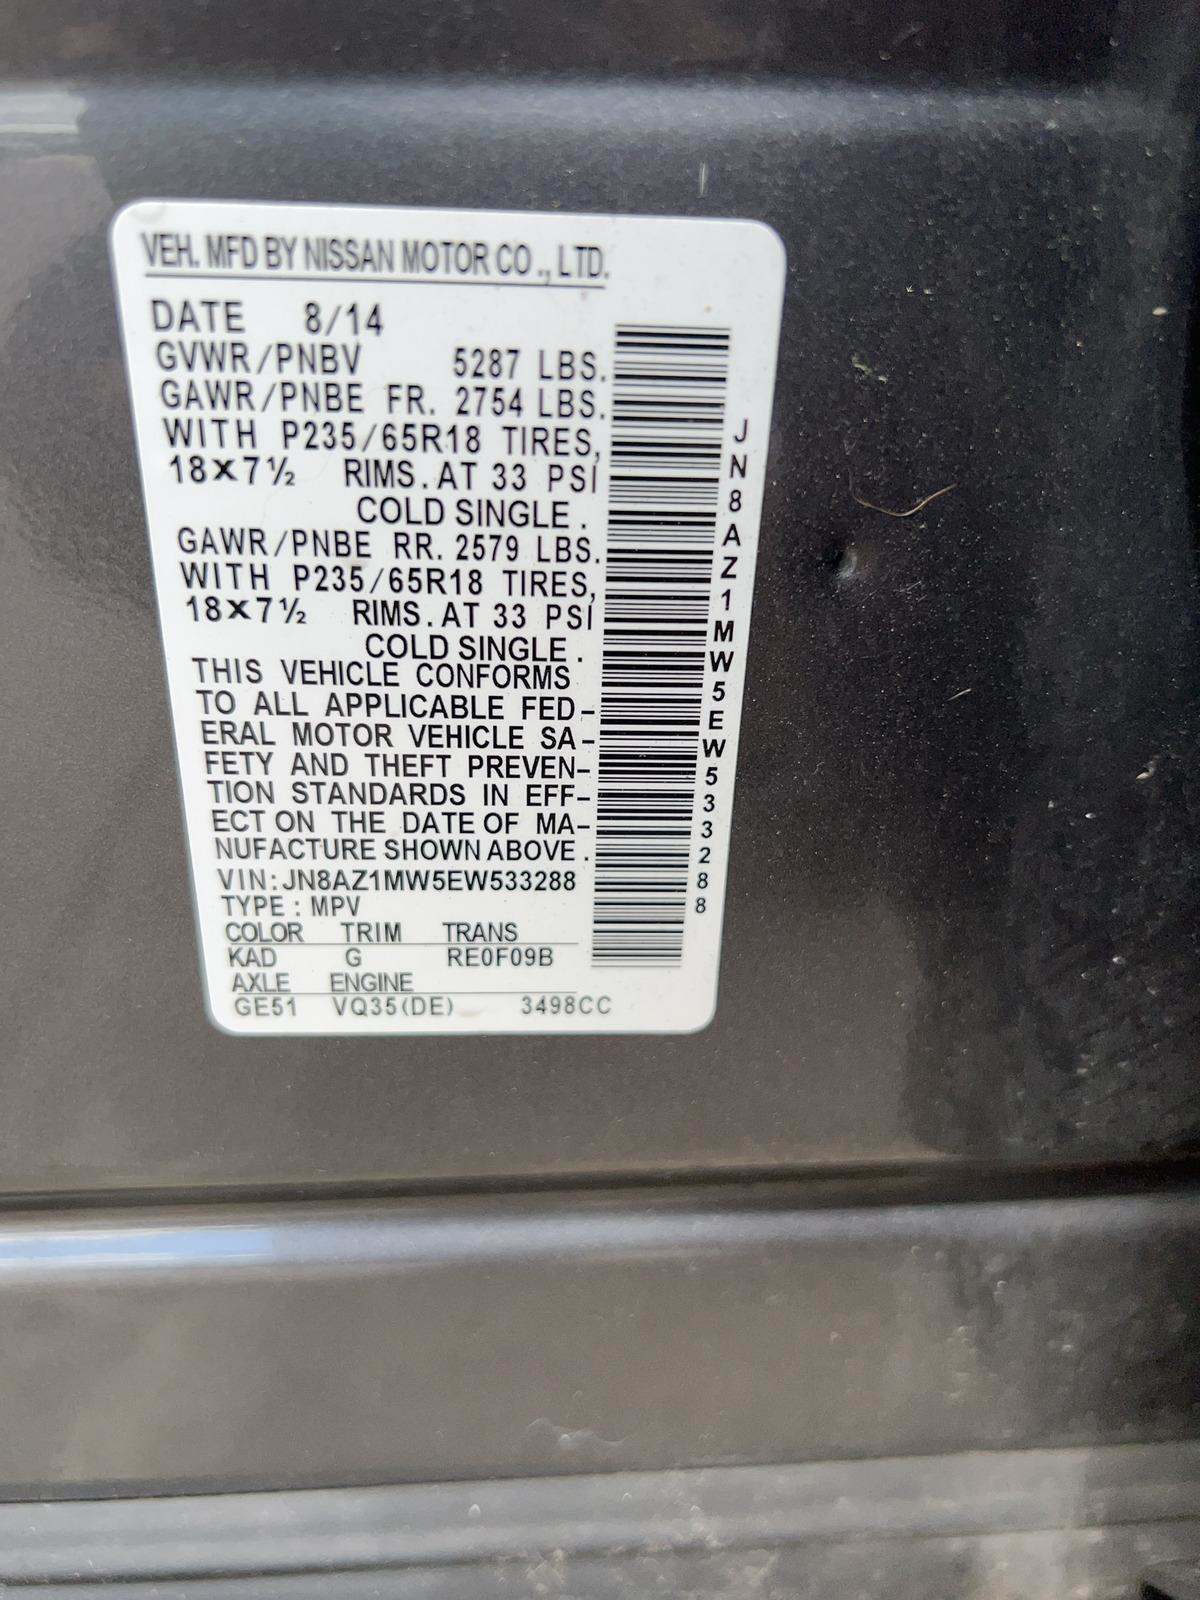 VEH. MFD BY NISSAN MOTOR CO., LTD.
DATE 8/14
GVWR/PNBV 5287 LBS.
GAWR/PNBE FR. 2754 LBS.
WITH P235/65R18 TIRES,
18×7½ RIMS. AT 33 PSI
COLD SINGLE.
GAWR/PNBE RR. 2579 LBS.
WITH P235/65R18 TIRES,
18×7½ RIMS. AT 33 PSI
COLD SINGLE.
THIS VEHICLE CONFORMS
TO ALL APPLICABLE FED-
ERAL MOTOR VEHICLE SA-
FETY AND THEFT PREVEN-
TION STANDARDS IN EFF-
ECT ON THE DATE OF MA-
NUFACTURE SHOWN ABOVE.
VIN:JN8AZ1MW5EW533288
TYPE: MPV
COLOR TRIM TRANS
KAD G RE0F09B
AXLE ENGINE
GE51 VQ35(DE) 3498CC
JN8AZ1MW5EW533288